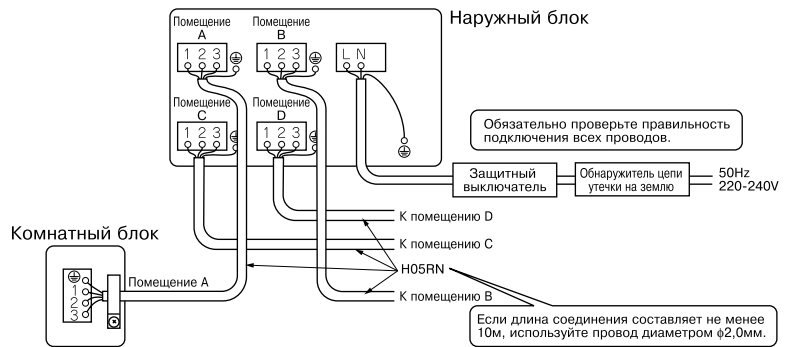 Наружный блок
Помещение
A
Помещение
B
1 2 3
1 2 3
L N
Помещение
C
Помещение
D
1 2 3
1 2 3
Обязательно проверьте правильность
подключения всех проводов.
Защитный
выключатель
Обнаружитель цепи
утечки на землю
50Hz
220-240V
К помещению D
К помещению C
H05RN
К помещению B
Комнатный блок
Помещение A
1
2
3
Если длина соединения составляет не менее
10м, используйте провод диаметром ϕ2,0мм.